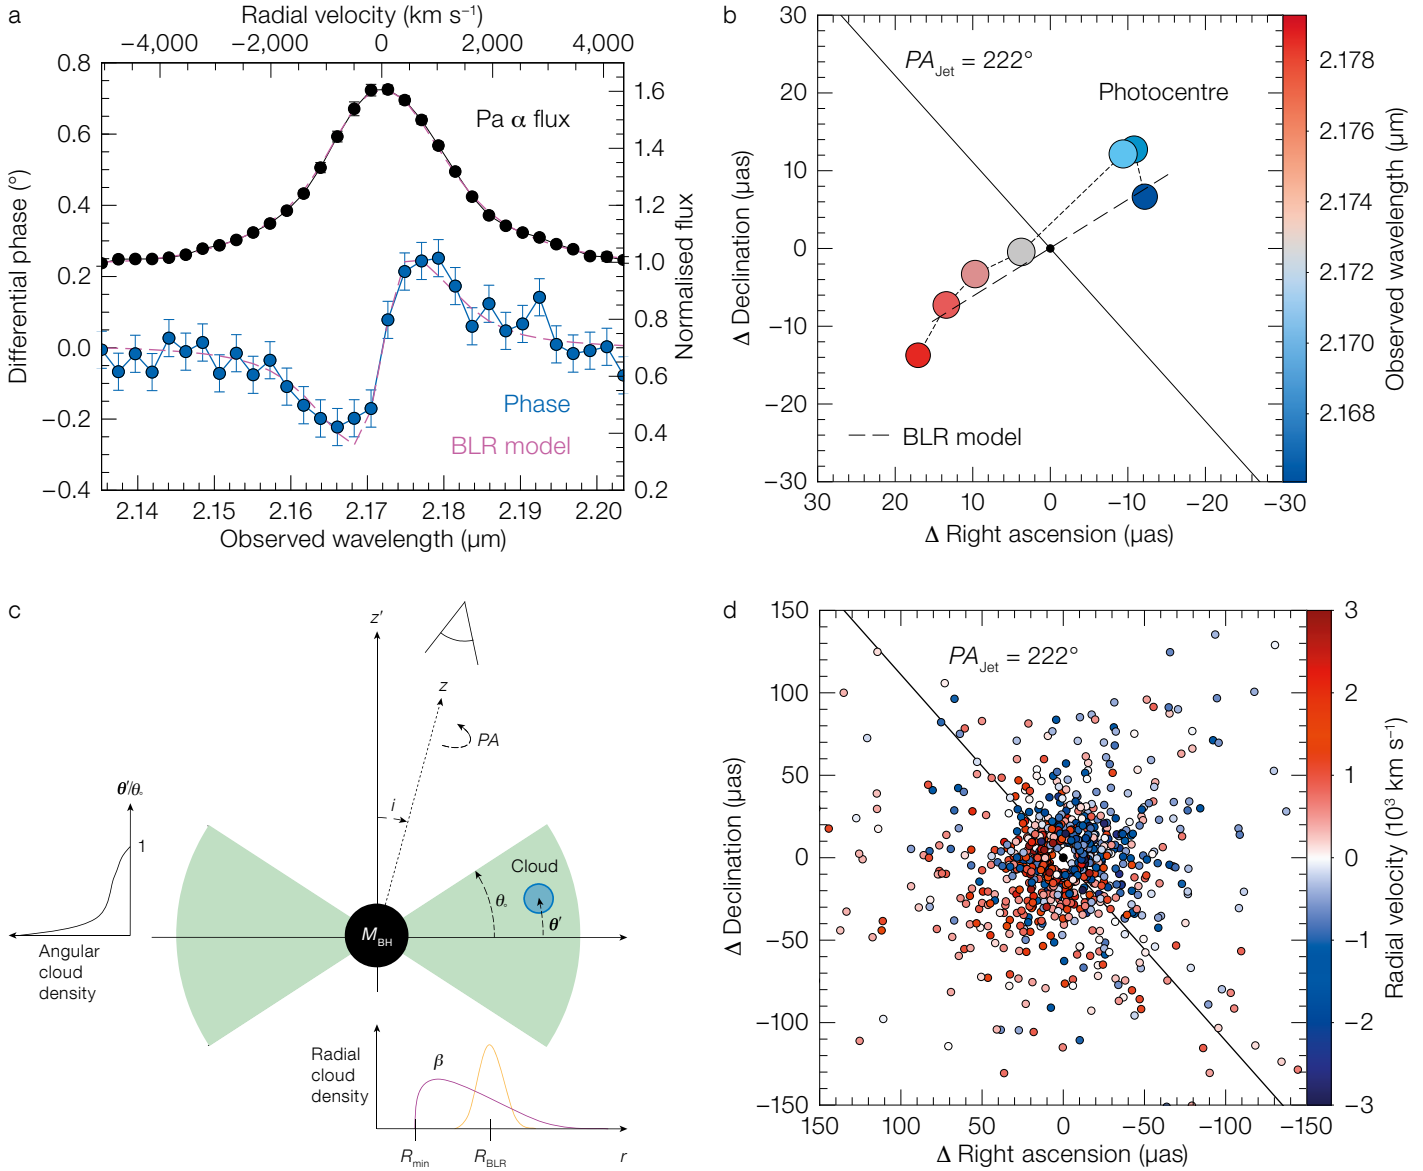 a
Radial velocity (km s⁻¹)
−4,000 −2,000 0 2,000 4,000
0.8
0.6
0.4
0.2
0.0
−0.2
−0.4
Differential phase (°)
Pa α flux
Phase
BLR model
1.6
1.4
1.2
1.0
0.8
0.6
0.4
0.2
Normalised flux
2.14 2.15 2.16 2.17 2.18 2.19 2.20
Observed wavelength (µm)
b
30
20
10
0
−10
−20
−30
Δ Declination (µas)
PA Jet = 222°
Photocentre
BLR model
30 20 10 0 −10 −20 −30
Δ Right ascension (µas)
2.178
2.176
2.174
2.172
2.170
2.168
Observed wavelength (µm)
c
z′
z
PA
i
θ′/θ∘
1
Angular
cloud
density
Cloud
θ∘
θ′
M BH
Radial
cloud
density
β
R min
R BLR
r
d
150
100
50
0
−50
−100
−150
Δ Declination (µas)
PA Jet = 222°
150 100 50 0 −50 −100 −150
Δ Right ascension (µas)
3
2
1
0
−1
−2
−3
Radial velocity (10³ km s⁻¹)